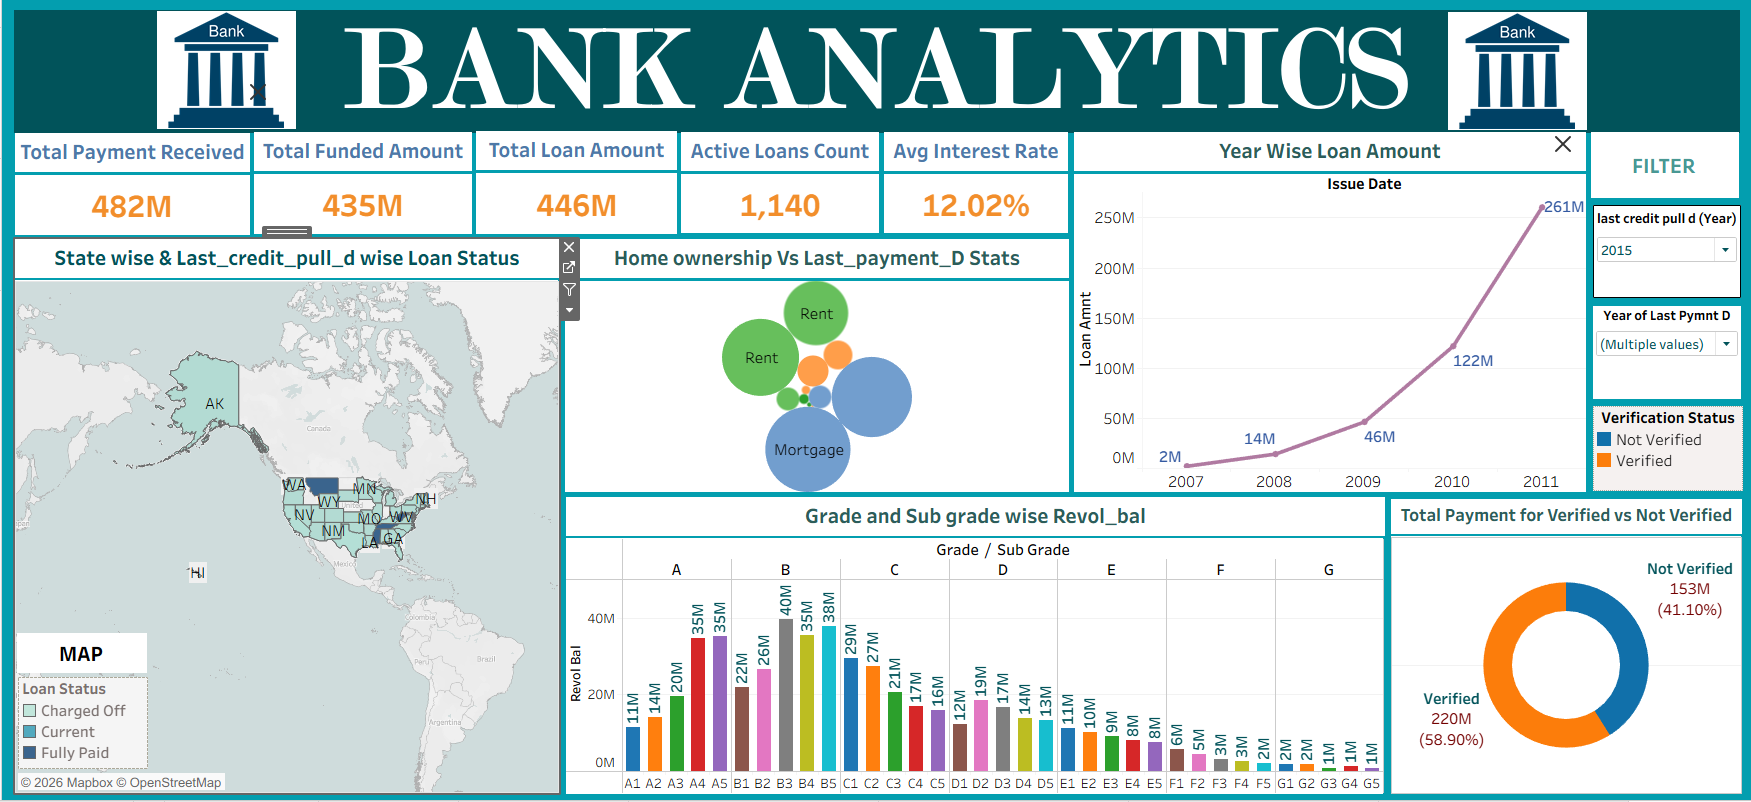 Bank
BANK ANALYTICS
Bank
Total Payment Received
482M
Total Funded Amount
435M
Total Loan Amount
446M
Active Loans Count
1,140
Avg Interest Rate
12.02%
Year Wise Loan Amount
Issue Date
Loan Amnt
250M
200M
150M
100M
50M
0M
2M
14M
46M
122M
261M
2007 2008 2009 2010 2011
FILTER
last credit pull d (Year)
2015
Year of Last Pymnt D
(Multiple values)
Verification Status
Not Verified
Verified
State wise & Last_credit_pull_d wise Loan Status
AK
Canada
WA
MN
NH
WY
United
NV
MO
WV
NM
LA
GA
Mexico
HI
Brazil
Peru
Argentina
MAP
Loan Status
Charged Off
Current
Fully Paid
© 2026 Mapbox © OpenStreetMap
Home ownership Vs Last_payment_D Stats
Rent
Rent
Mortgage
Grade and Sub grade wise Revol_bal
Grade / Sub Grade
A B C D E F G
Revol Bal
40M
20M
0M
11M 14M 20M 35M 35M 22M 26M 40M 35M 38M 29M 27M 21M 17M 16M 12M 19M 17M 14M 13M 11M 10M 9M 8M 8M 6M 5M 3M 3M 2M 2M 2M 1M 1M 1M
A1 A2 A3 A4 A5 B1 B2 B3 B4 B5 C1 C2 C3 C4 C5 D1 D2 D3 D4 D5 E1 E2 E3 E4 E5 F1 F2 F3 F4 F5 G1 G2 G3 G4 G5
Total Payment for Verified vs Not Verified
Not Verified
153M
(41.10%)
Verified
220M
(58.90%)